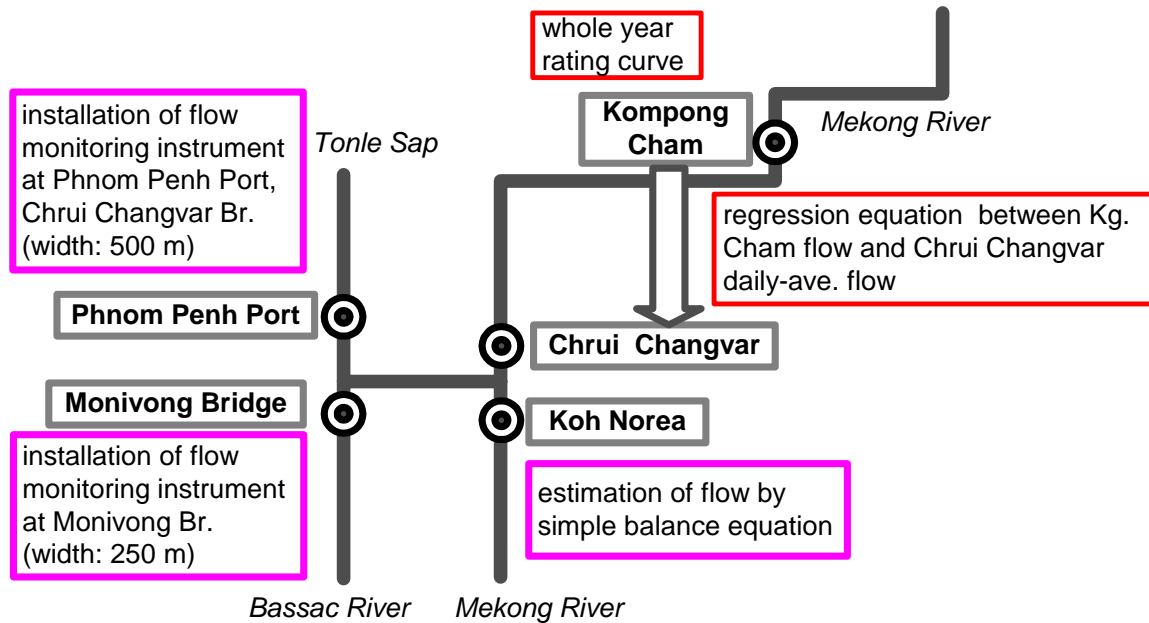 whole year
rating curve
installation of flow
monitoring instrument
at Phnom Penh Port,
Chrui Changvar Br.
(width: 500 m)
Tonle Sap
Kompong
Cham
Mekong River
regression equation between Kg.
Cham flow and Chrui Changvar
daily-ave. flow
Phnom Penh Port
Chrui Changvar
Monivong Bridge
Koh Norea
installation of flow
monitoring instrument
at Monivong Br.
(width: 250 m)
estimation of flow by
simple balance equation
Bassac River
Mekong River